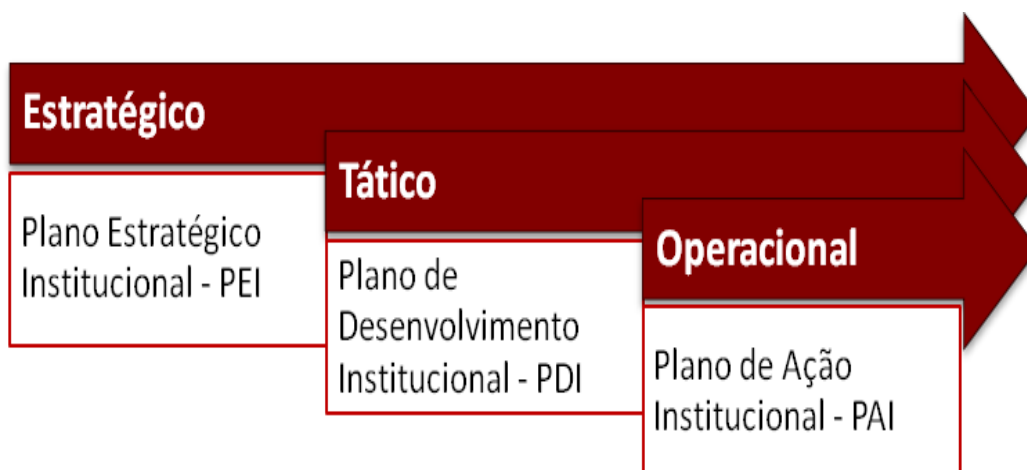 Estratégico
Plano Estratégico
Institucional - PEI
Tático
Plano de
Desenvolvimento
Institucional - PDI
Operacional
Plano de Ação
Institucional - PAI